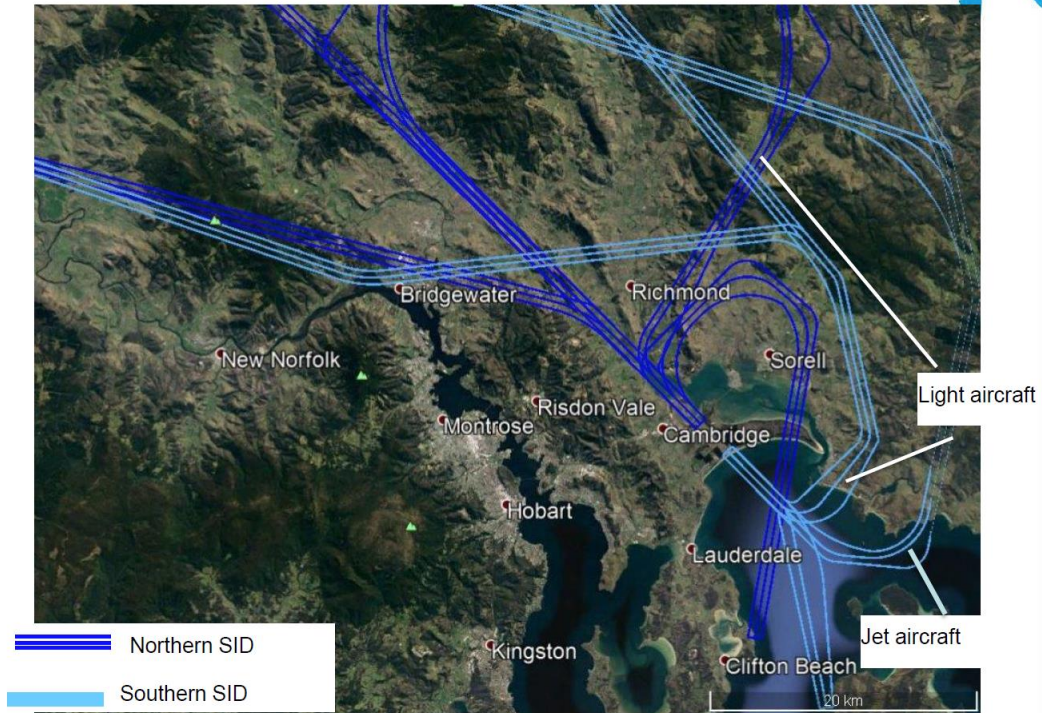 Bridgewater
Richmond
New Norfolk
Sorell
Light aircraft
Risdon Vale
Montrose
Cambridge
Hobart
Lauderdale
Jet aircraft
Northern SID
Kingston
Clifton Beach
Southern SID
20 km